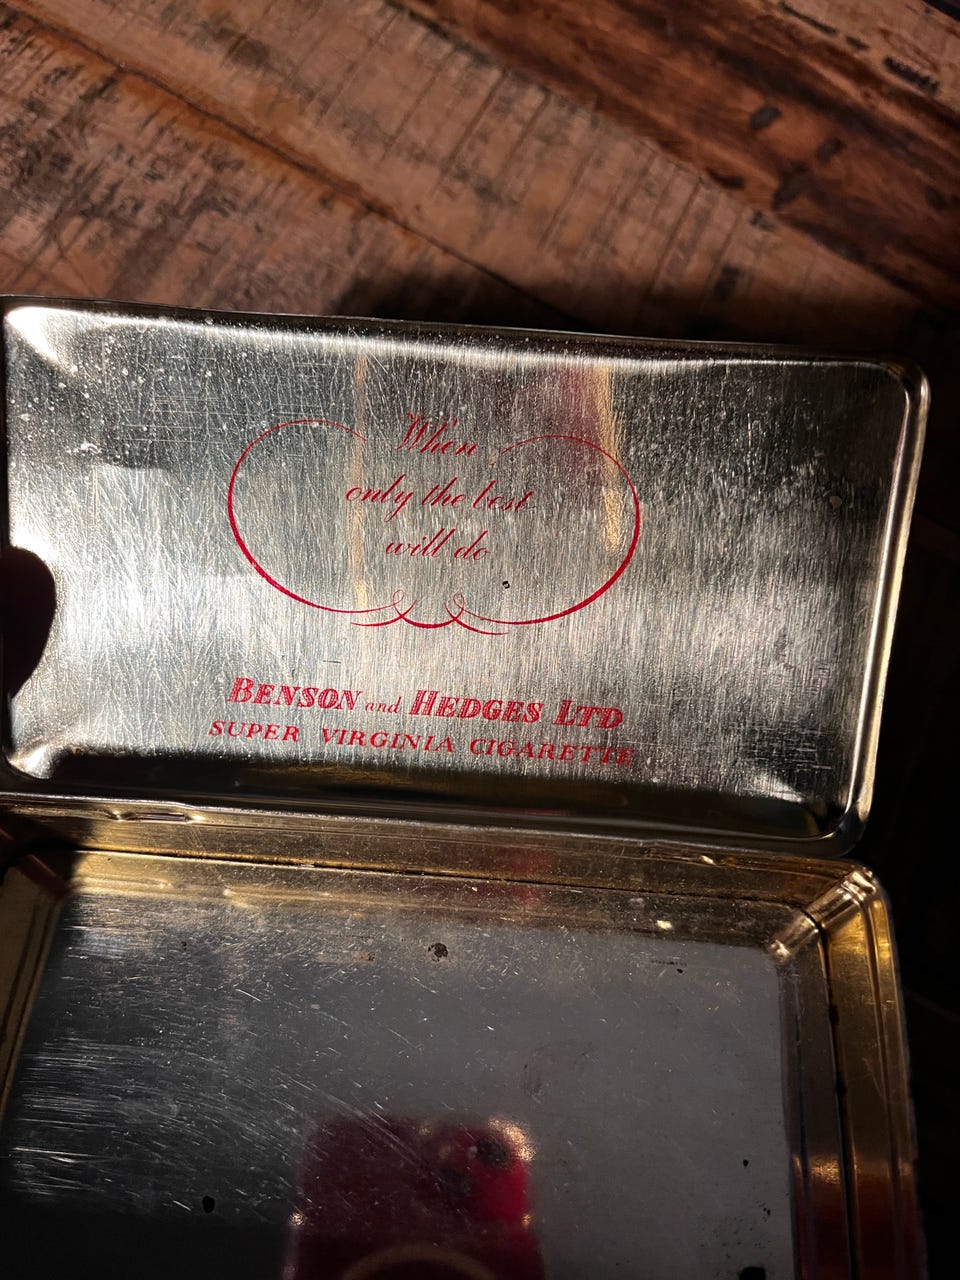 When
only the best
will do
BENSON and HEDGES LTD
SUPER VIRGINIA CIGARETTE